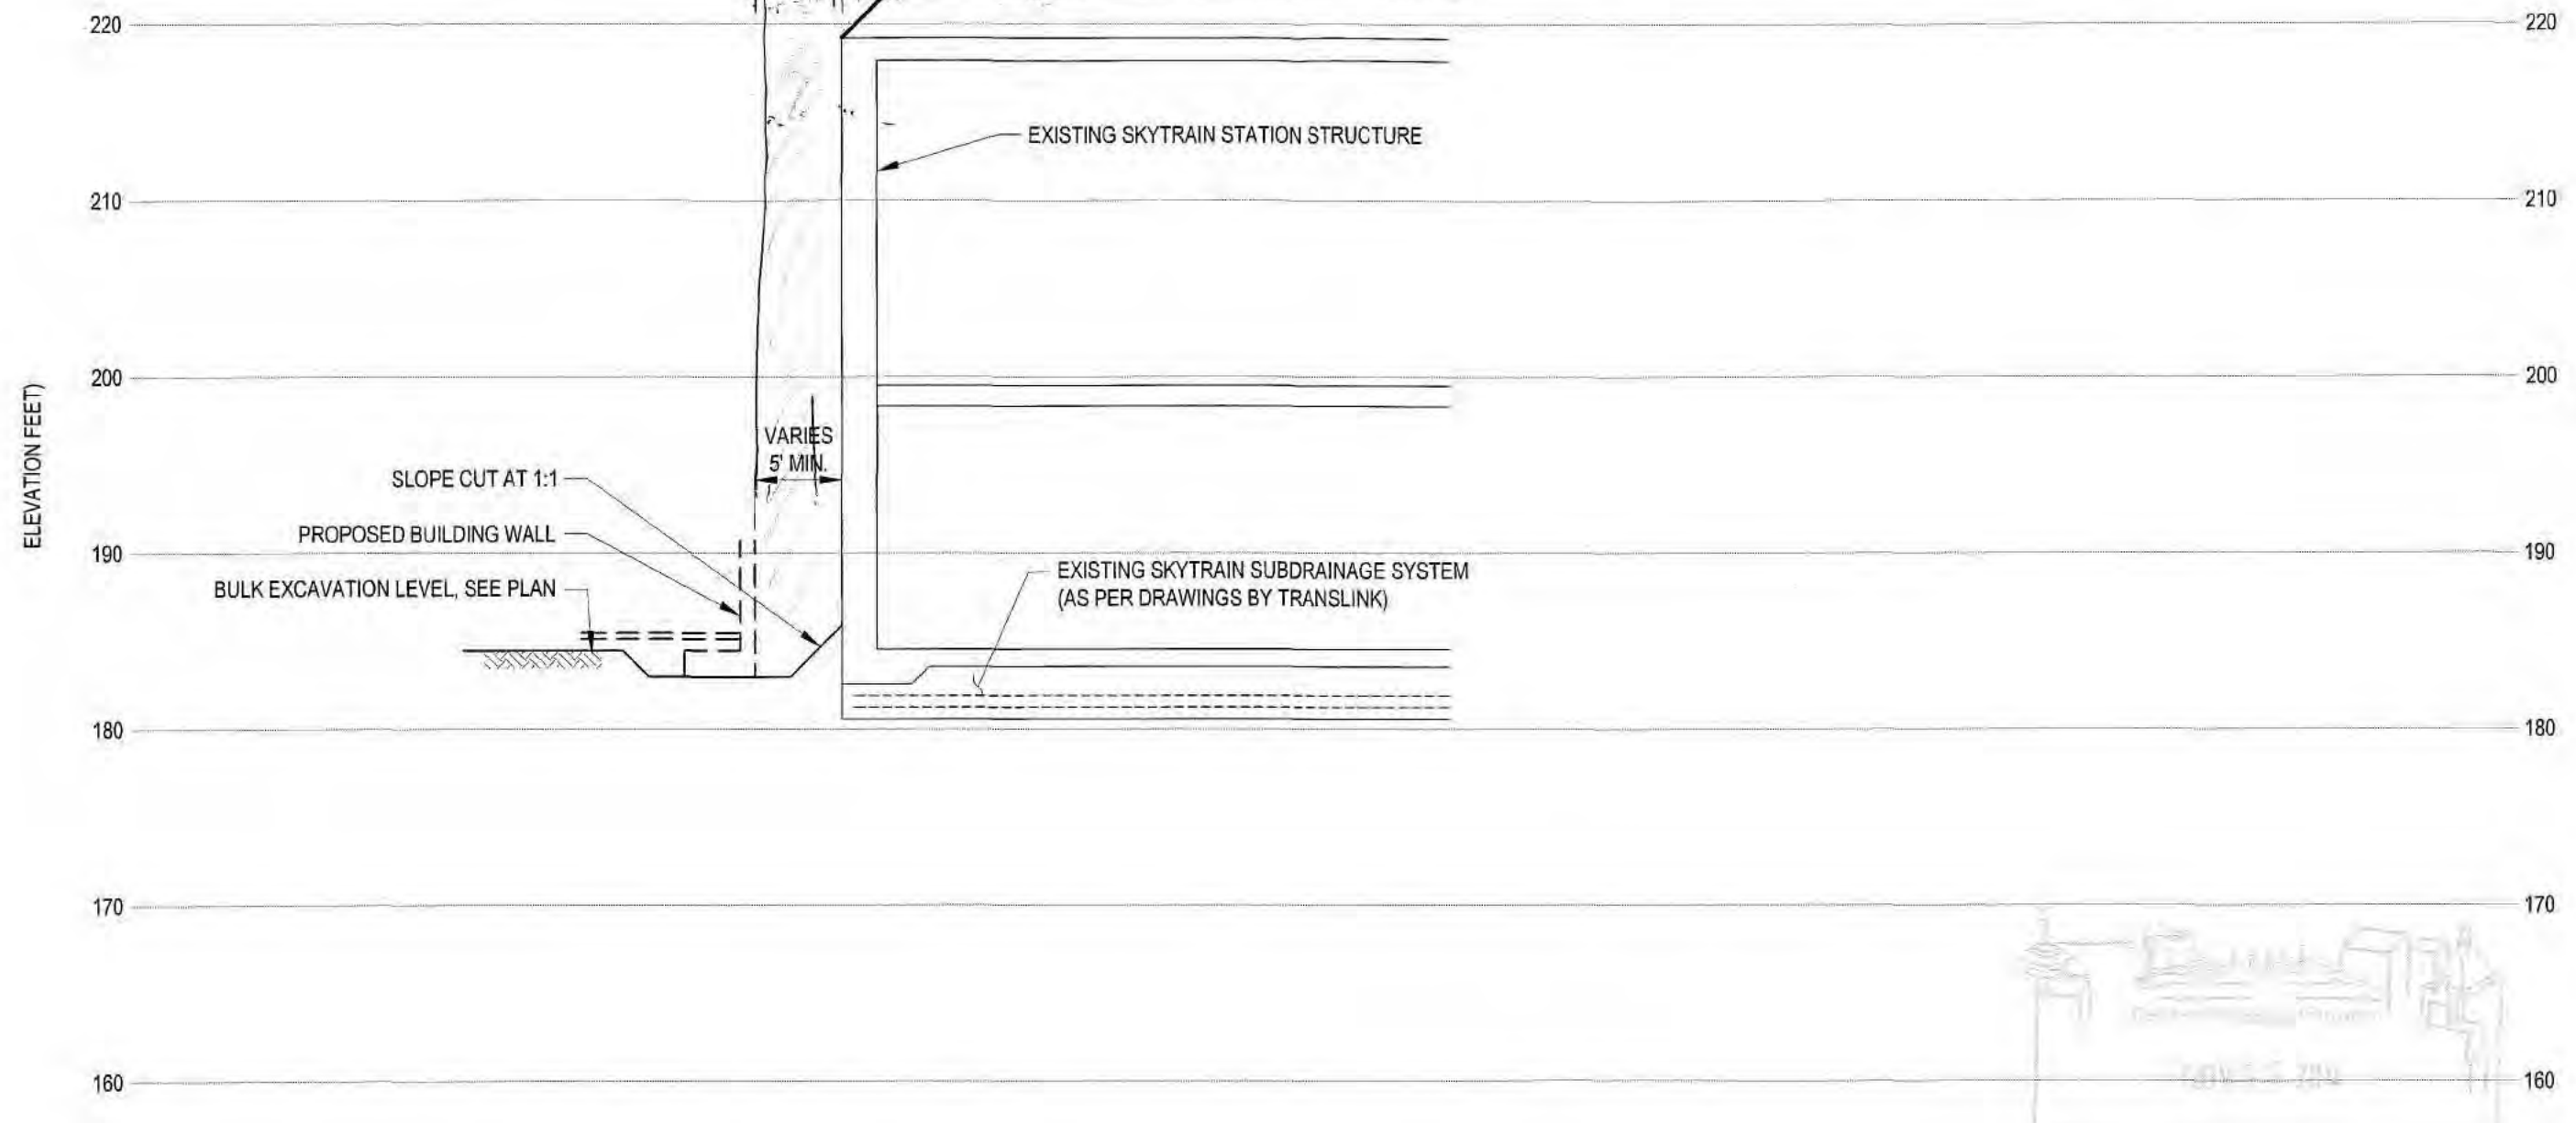 220
220
EXISTING SKYTRAIN STATION STRUCTURE
210
210
200
200
ELEVATION FEET)
VARIES
5' MIN.
SLOPE CUT AT 1:1
PROPOSED BUILDING WALL
190
190
BULK EXCAVATION LEVEL, SEE PLAN
EXISTING SKYTRAIN SUBDRAINAGE SYSTEM
(AS PER DRAWINGS BY TRANSLINK)
180
180
170
170
160
160